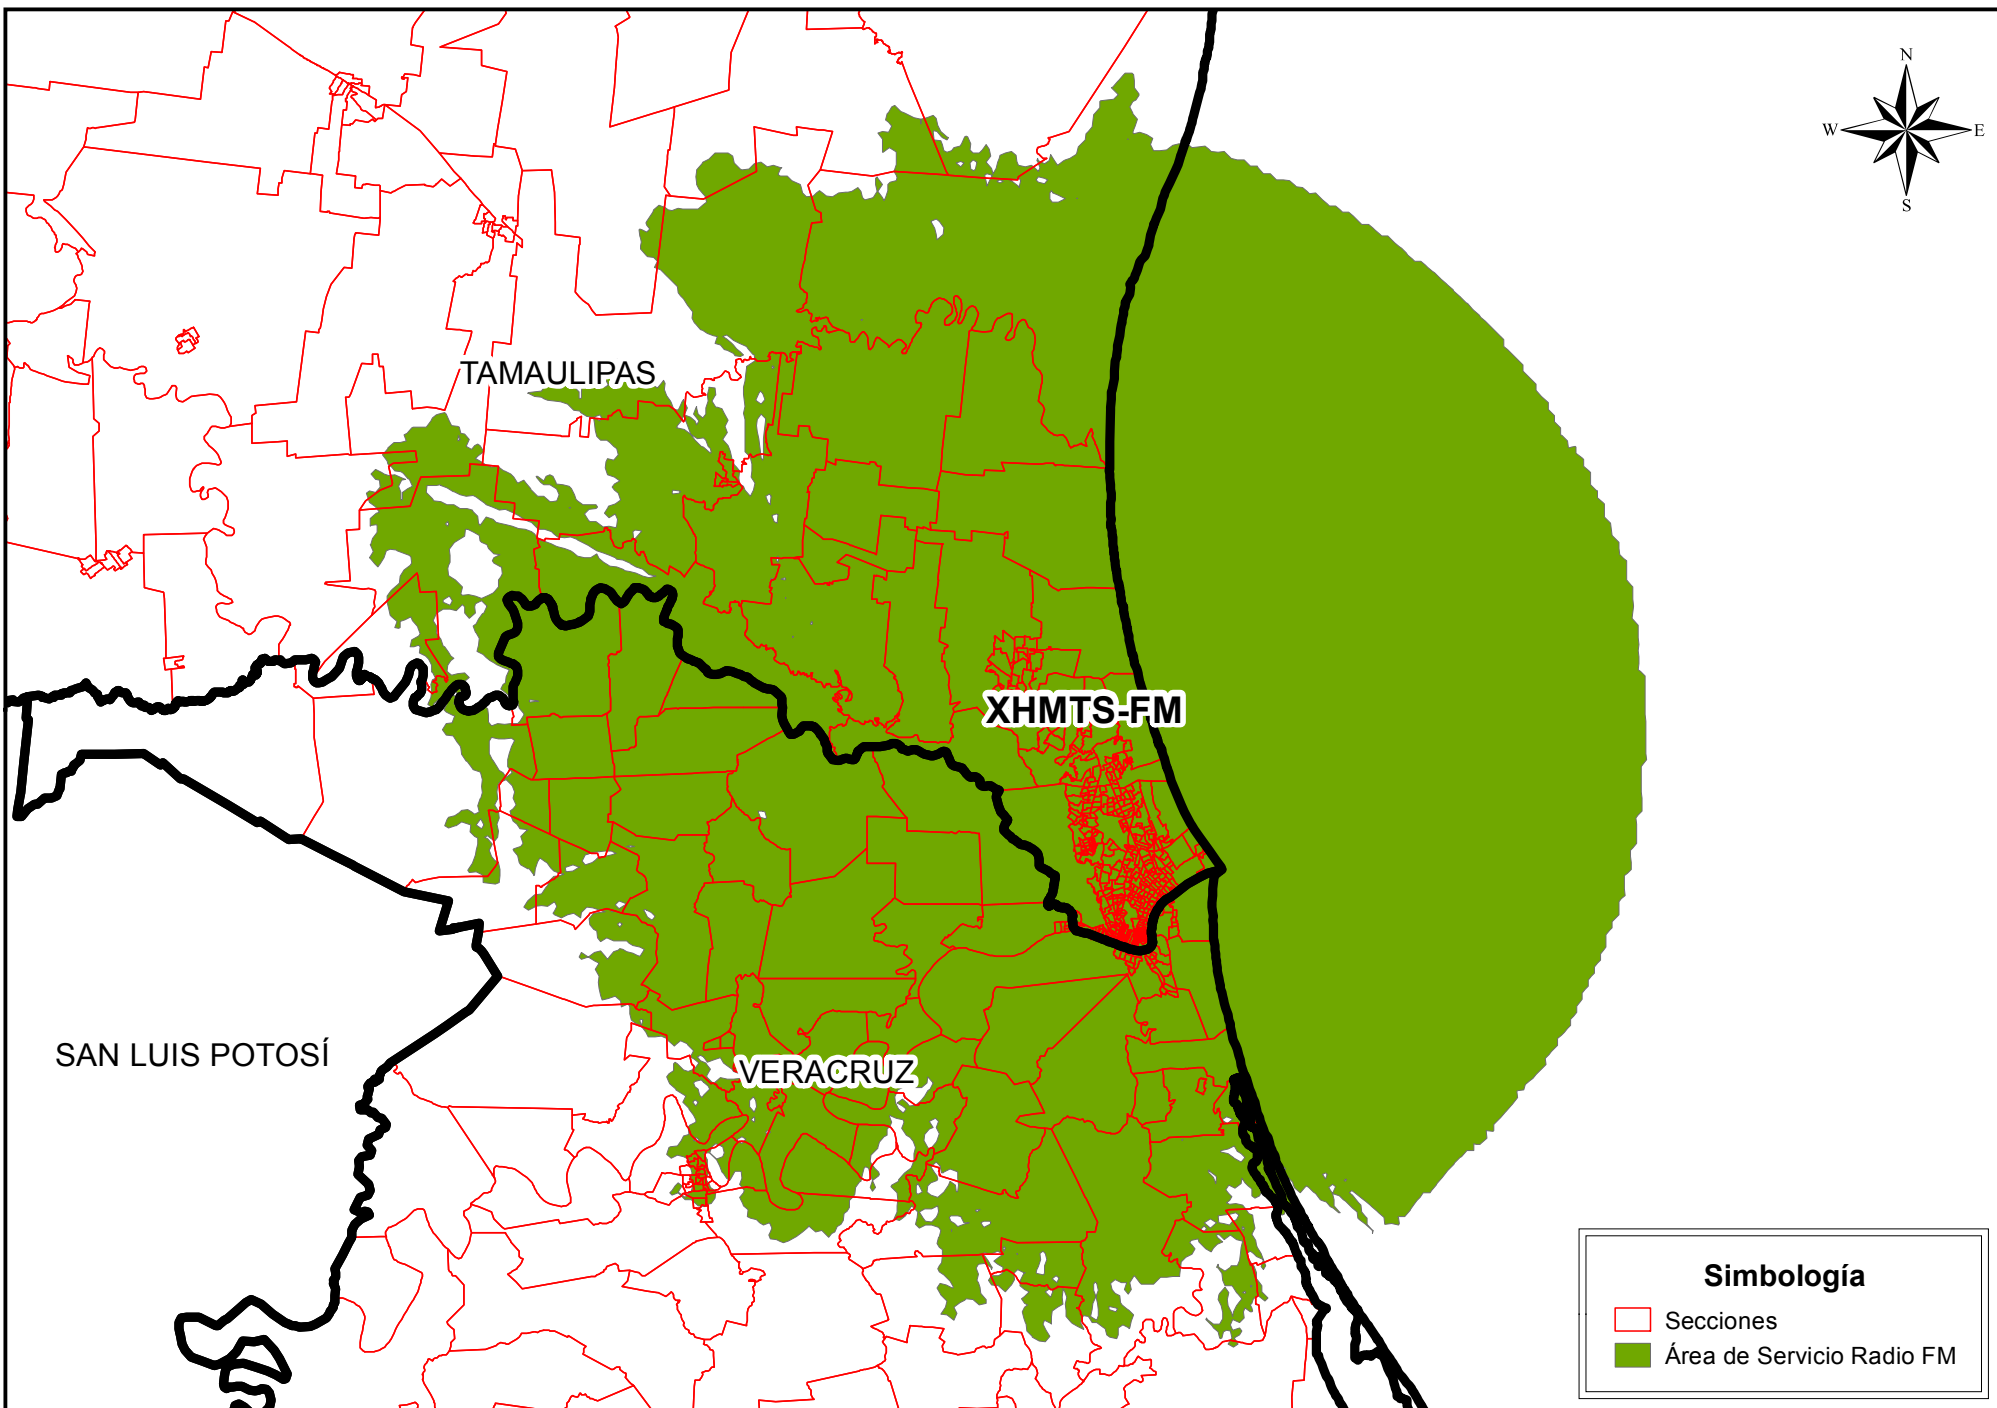 N
W E
S
TAMAULIPAS
XHMTS-FM
SAN LUIS POTOSÍ
VERACRUZ
Simbología
Secciones
Área de Servicio Radio FM